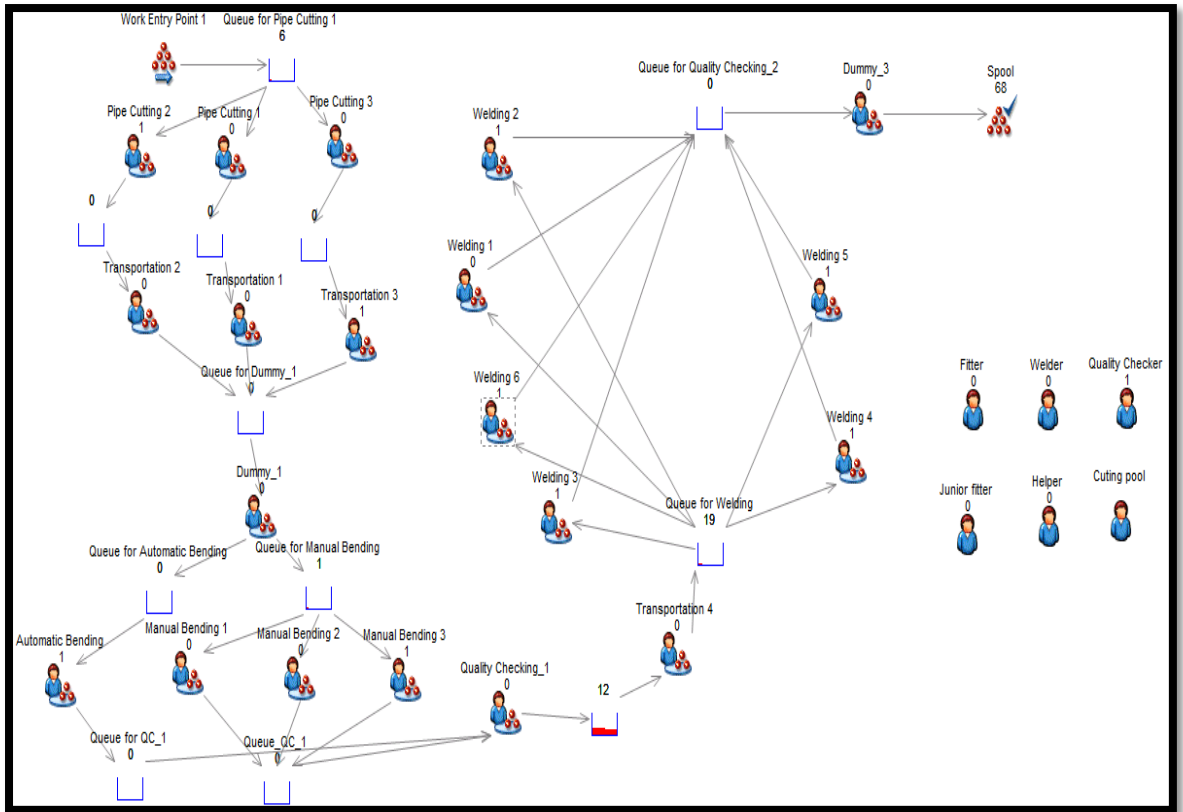 Work Entry Point 1
Queue for Pipe Cutting 1
6
Pipe Cutting 2
1
Pipe Cutting 1
0
Pipe Cutting 3
0
0
0
0
Transportation 2
0
Transportation 1
0
Transportation 3
1
Queue for Dummy_1
0
Dummy_1
0
Queue for Automatic Bending
0
Queue for Manual Bending
1
Automatic Bending
1
Manual Bending 1
0
Manual Bending 2
0
Manual Bending 3
1
Queue for QC_1
0
Queue_QC_1
0
Quality Checking_1
0
12
Transportation 4
0
Queue for Welding
19
Welding 2
1
Welding 1
0
Welding 6
1
Welding 3
1
Welding 5
1
Welding 4
1
Queue for Quality Checking_2
0
Dummy_3
0
Spool
68
Fitter
0
Welder
0
Quality Checker
1
Junior fitter
0
Helper
0
Cuting pool